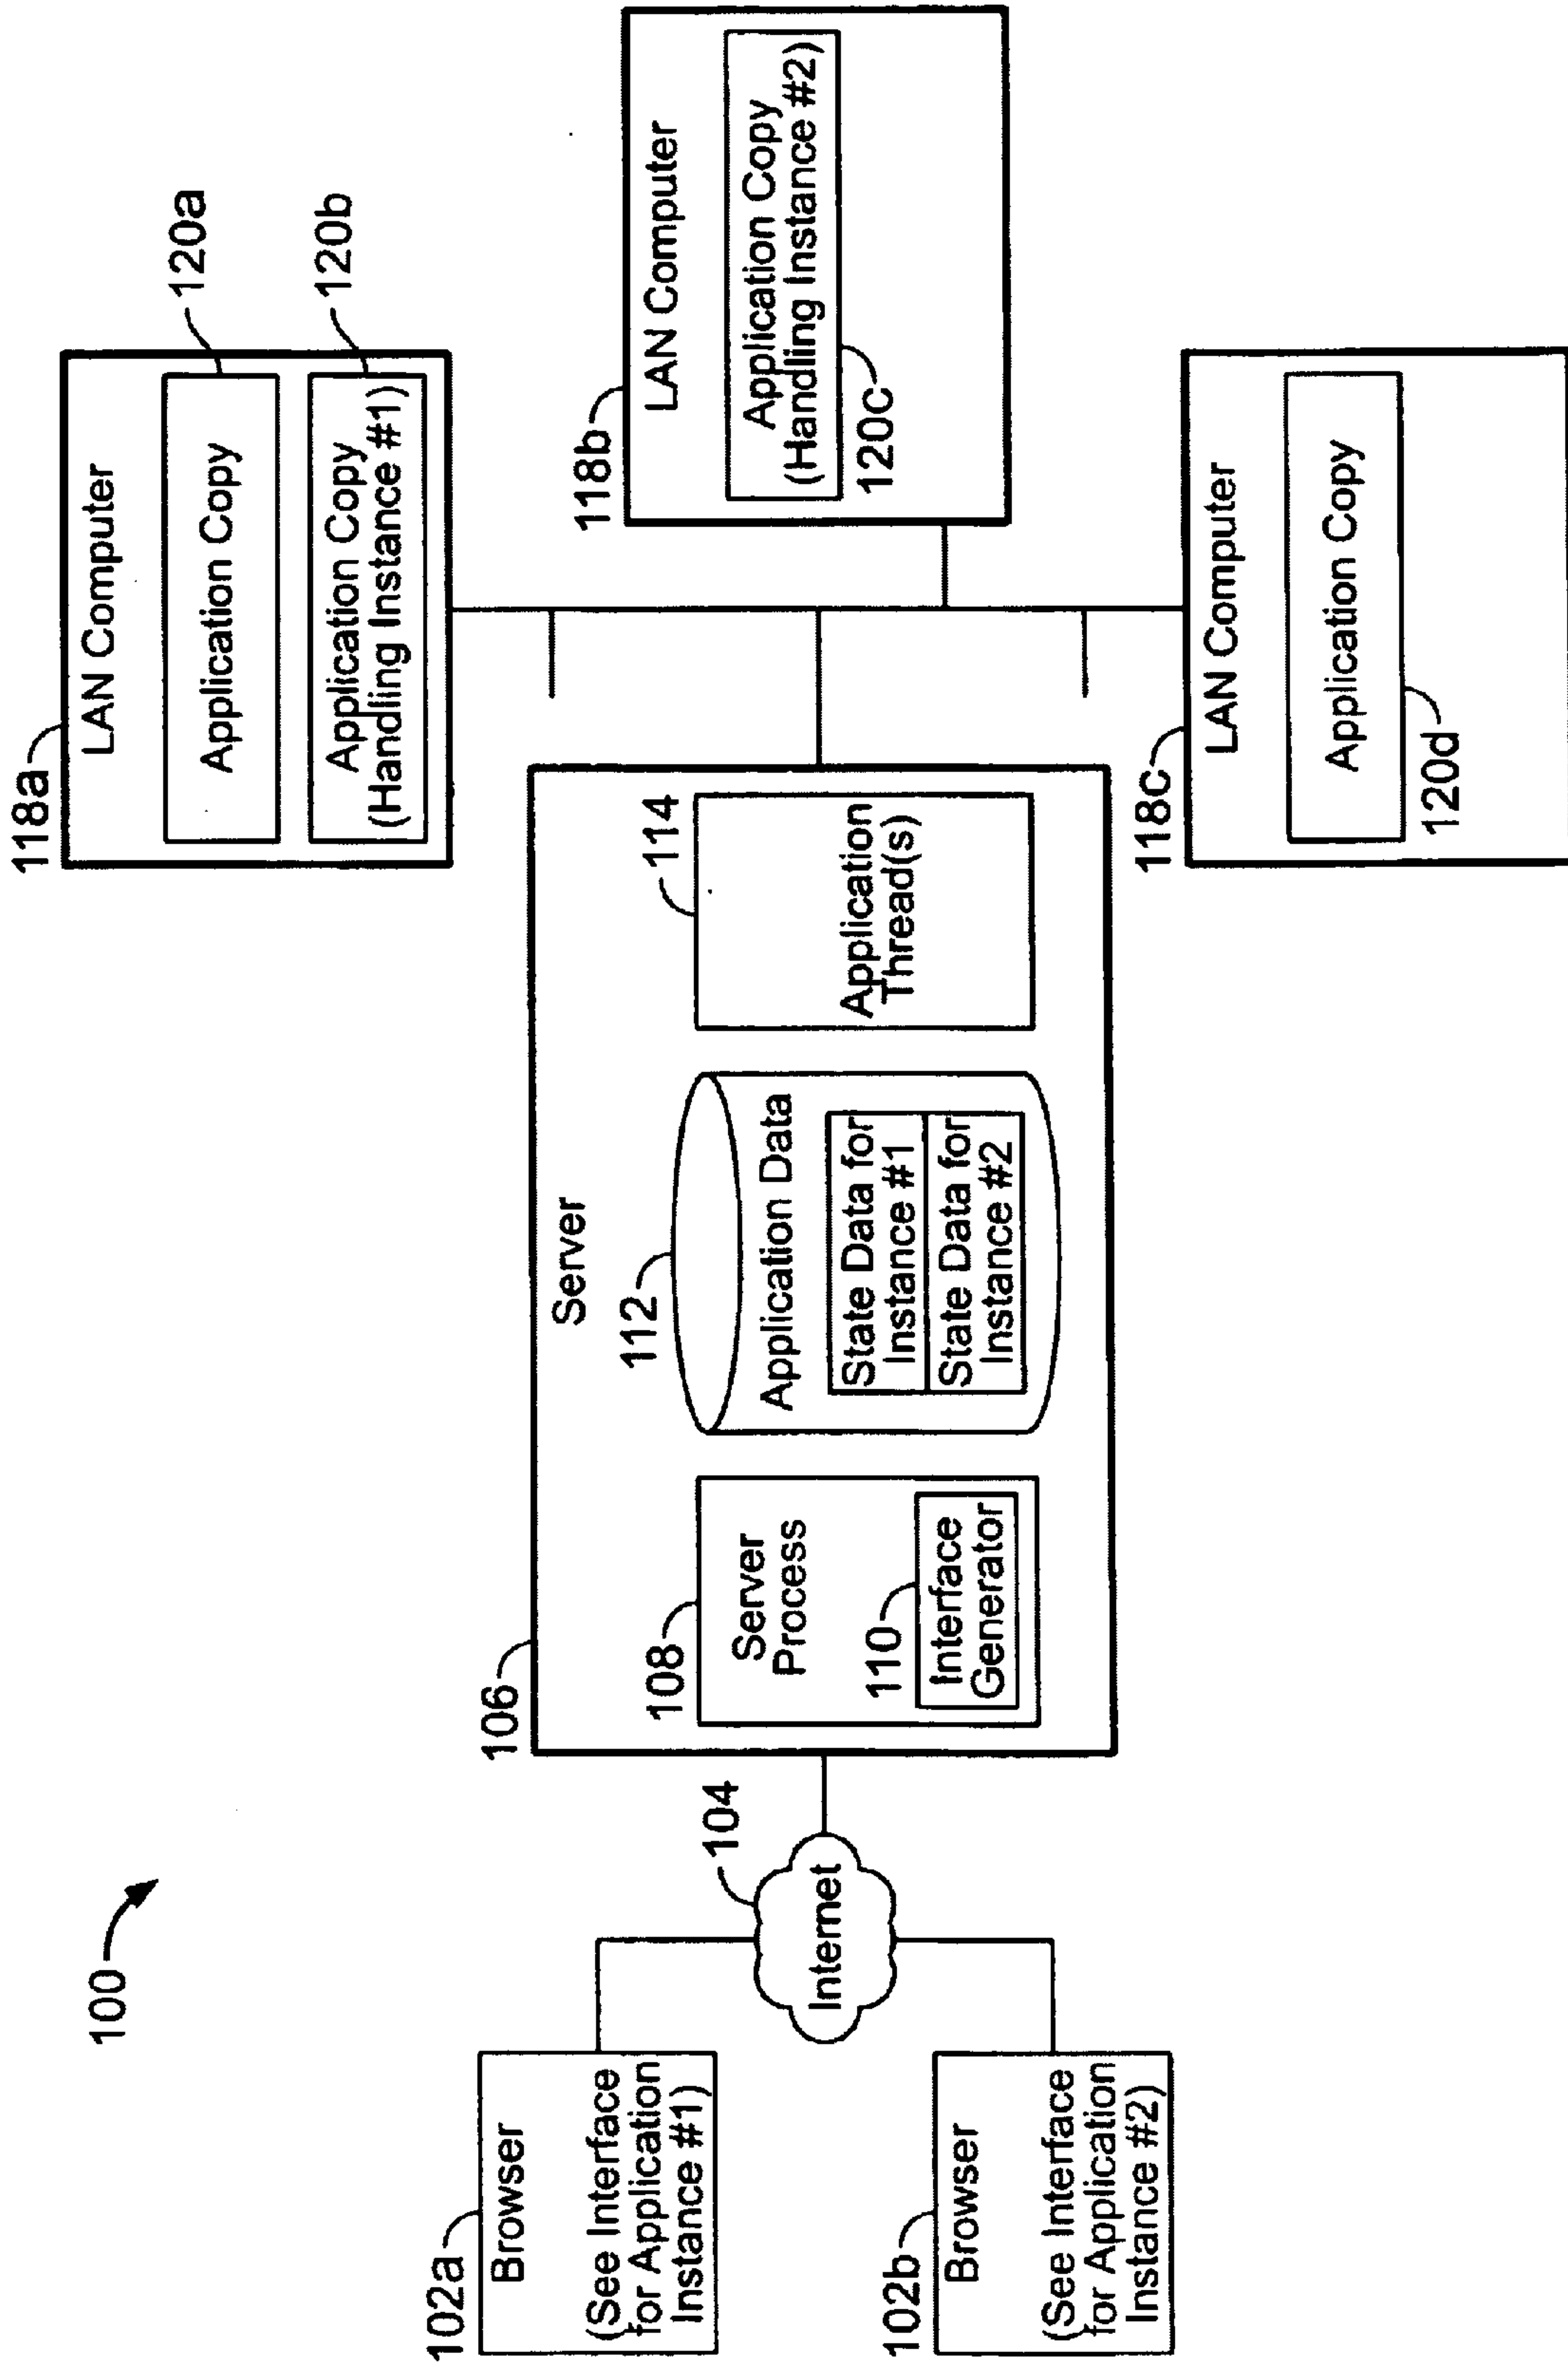 100
102a
Browser
(See Interface
for Application
Instance #1)
102b
Browser
(See Interface
for Application
Instance #2)
104
Internet
106
Server
108
Server
Process
110
Interface
Generator
112
Application Data
State Data for
Instance #1
State Data for
Instance #2
114
Application
Thread(s)
118a
LAN Computer
Application Copy
120a
Application Copy
(Handling Instance #1)
120b
118b
LAN Computer
Application Copy
(Handling Instance #2)
120c
118c
LAN Computer
Application Copy
120d